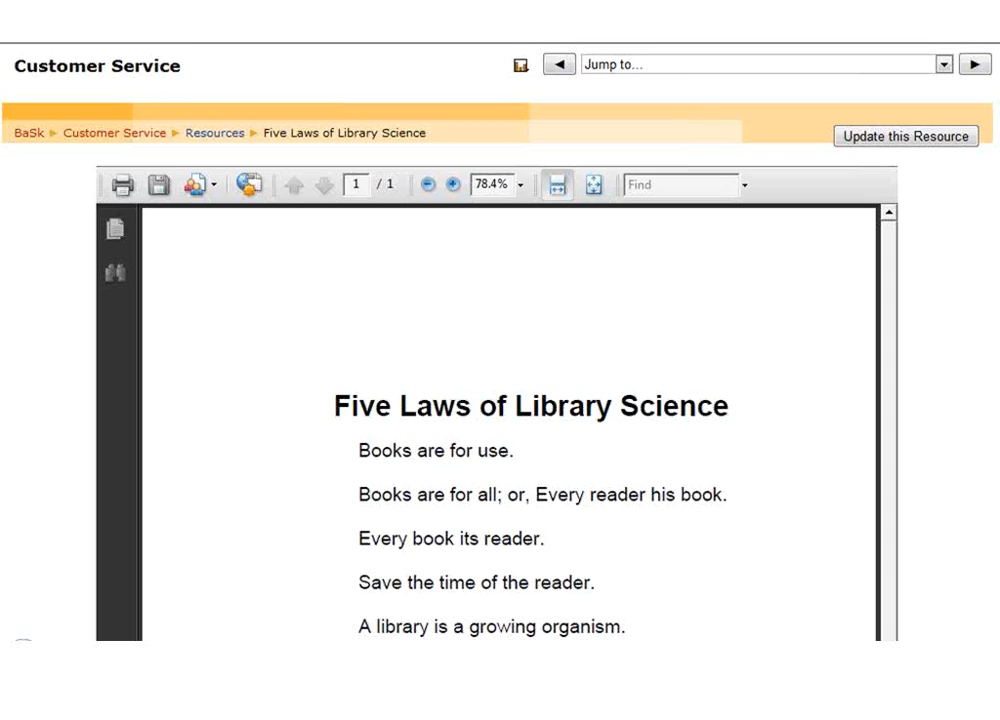 Customer Service
Jump to...
BaSk ► Customer Service ► Resources ► Five Laws of Library Science
Update this Resource
1 / 1
78.4%
Find
Five Laws of Library Science
Books are for use.
Books are for all; or, Every reader his book.
Every book its reader.
Save the time of the reader.
A library is a growing organism.